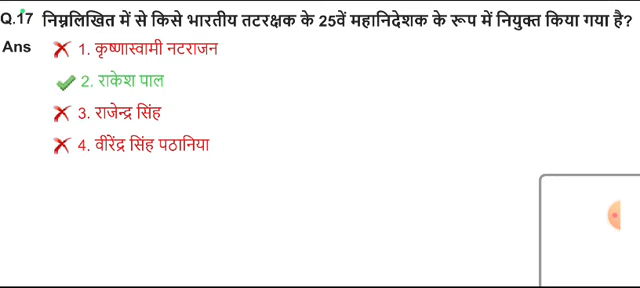 Q.17 निम्नलिखित में से किसे भारतीय तटरक्षक के 25वें महानिदेशक के रूप में नियुक्त किया गया है?
Ans 1. कृष्णास्वामी नटराजन
2. राकेश पाल
3. राजेन्द्र सिंह
4. वीरेंद्र सिंह पठानिया